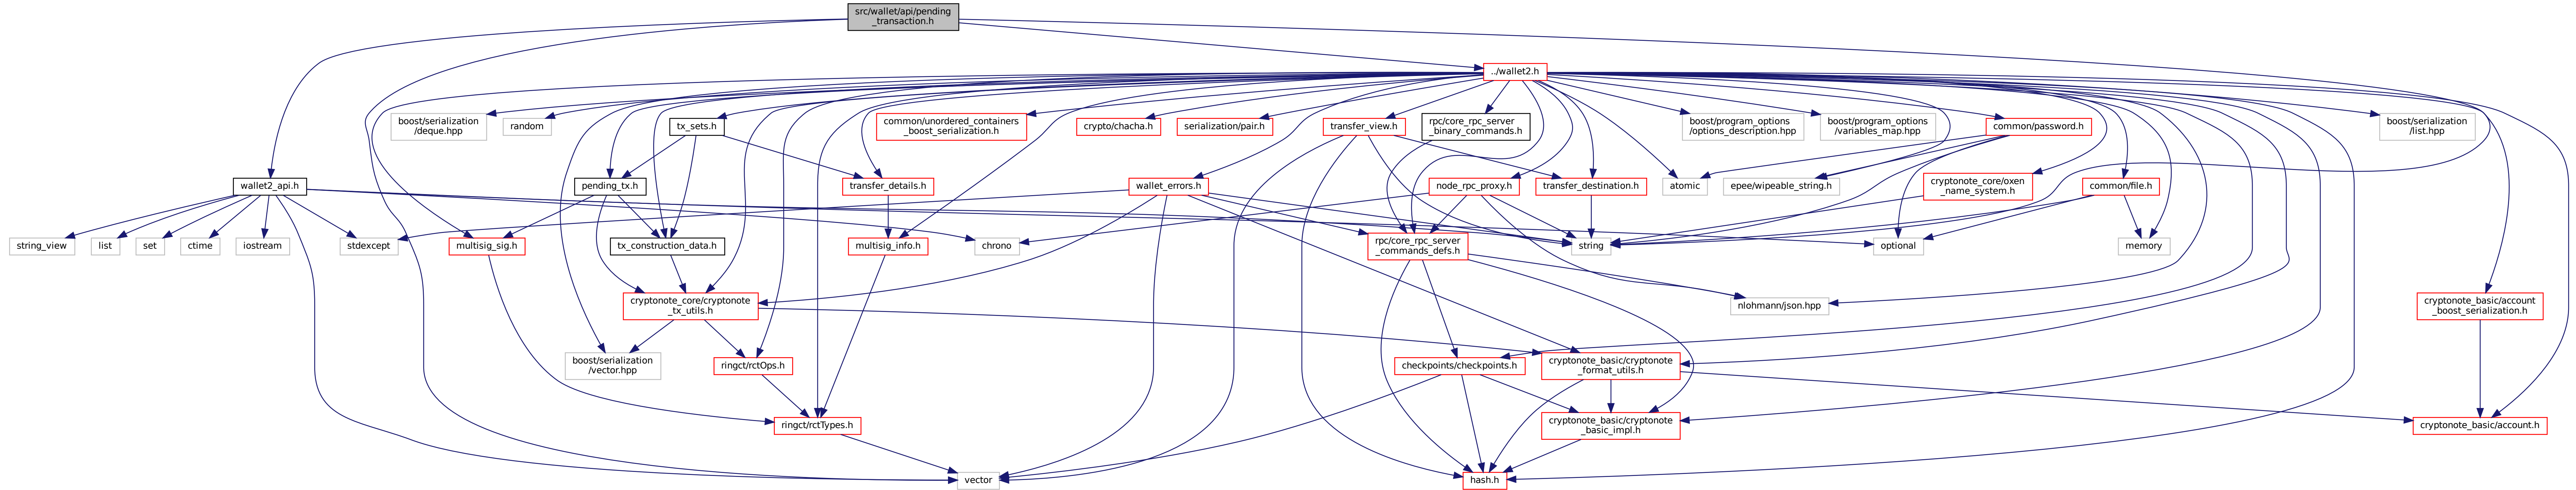 src/wallet/api/pending
_transaction.h
../wallet2.h
boost/serialization
/deque.hpp
random
tx_sets.h
common/unordered_containers
_boost_serialization.h
crypto/chacha.h
serialization/pair.h
transfer_view.h
rpc/core_rpc_server
_binary_commands.h
boost/program_options
/options_description.hpp
boost/program_options
/variables_map.hpp
common/password.h
boost/serialization
/list.hpp
wallet2_api.h
pending_tx.h
transfer_details.h
wallet_errors.h
node_rpc_proxy.h
transfer_destination.h
atomic
epee/wipeable_string.h
cryptonote_core/oxen
_name_system.h
common/file.h
string_view
list
set
ctime
iostream
stdexcept
multisig_sig.h
tx_construction_data.h
multisig_info.h
chrono
rpc/core_rpc_server
_commands_defs.h
string
optional
memory
cryptonote_core/cryptonote
_tx_utils.h
nlohmann/json.hpp
cryptonote_basic/account
_boost_serialization.h
boost/serialization
/vector.hpp
ringct/rctOps.h
checkpoints/checkpoints.h
cryptonote_basic/cryptonote
_format_utils.h
ringct/rctTypes.h
cryptonote_basic/cryptonote
_basic_impl.h
cryptonote_basic/account.h
vector
hash.h